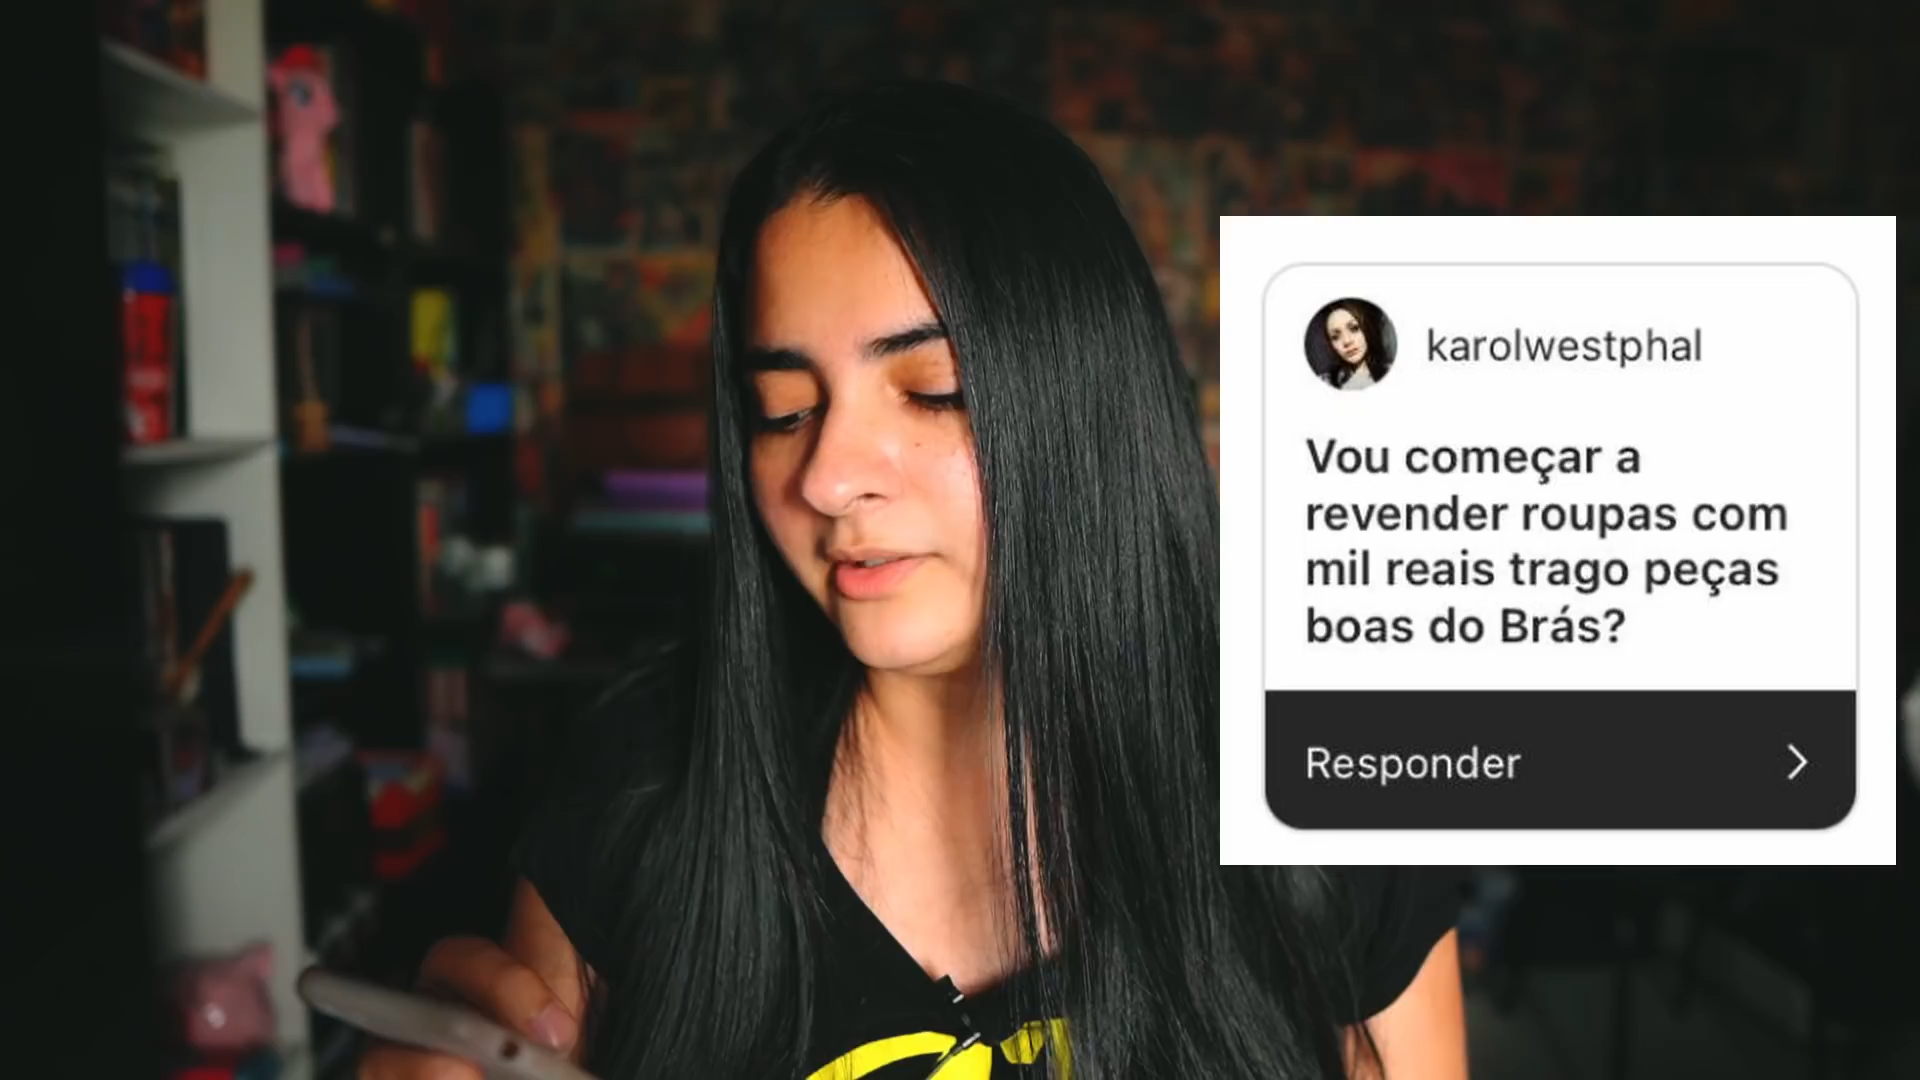 karolwestphal
Vou começar a
revender roupas com
mil reais trago peças
boas do Brás?
Responder